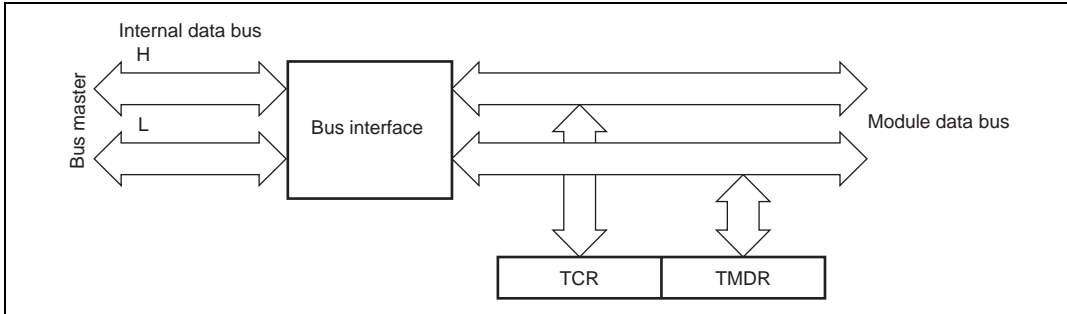 Internal data bus
H
Bus master
L
Bus interface
Module data bus
TCR
TMDR